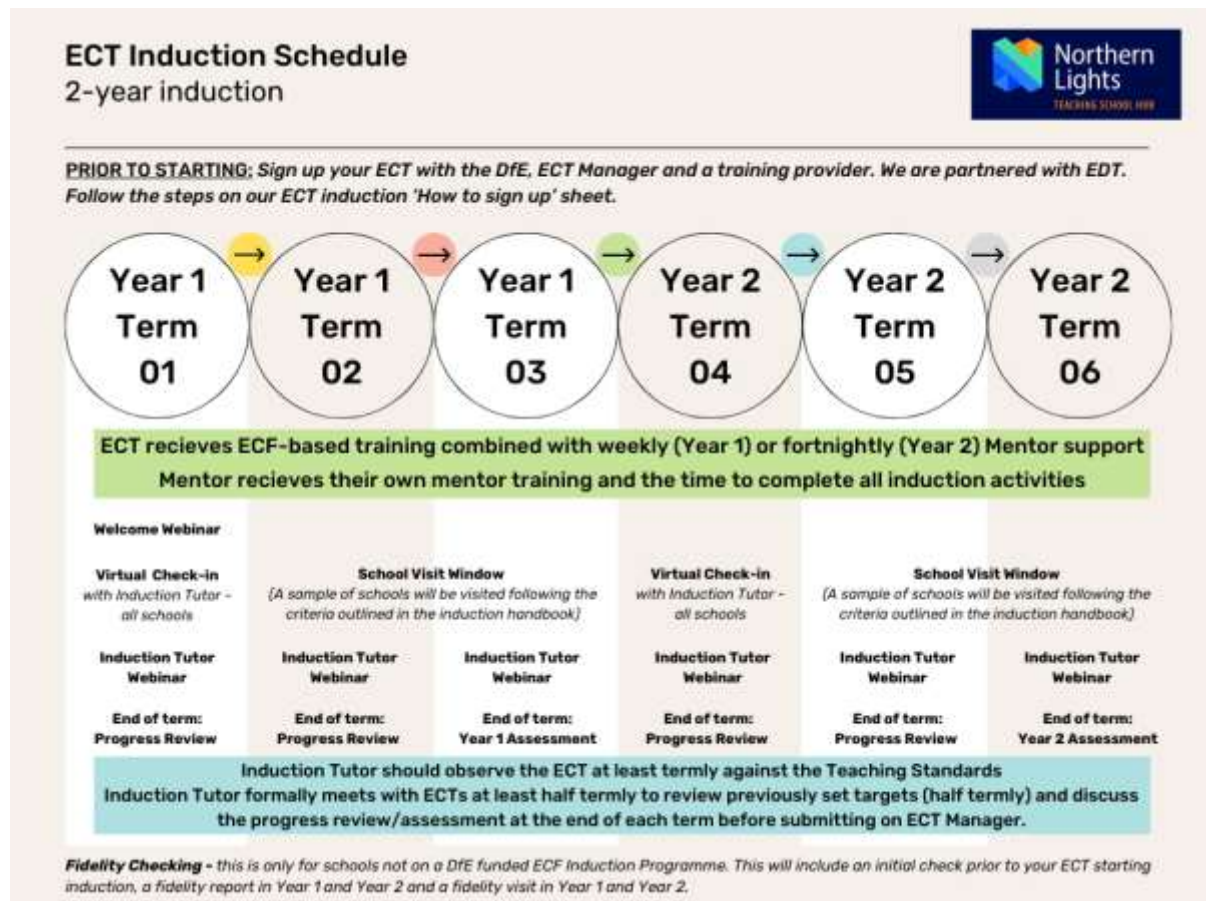 ECT Induction Schedule
2-year induction
Northern
Lights
TEACHING SCHOOL HUB
PRIOR TO STARTING: Sign up your ECT with the DfE, ECT Manager and a training provider. We are partnered with EDT.
Follow the steps on our ECT induction 'How to sign up' sheet.
Year 1
Term
01
Year 1
Term
02
Year 1
Term
03
Year 2
Term
04
Year 2
Term
05
Year 2
Term
06
ECT recieves ECF-based training combined with weekly (Year 1) or fortnightly (Year 2) Mentor support
Mentor recieves their own mentor training and the time to complete all induction activities
Welcome Webinar
Virtual Check-in
with Induction Tutor -
all schools
School Visit Window
(A sample of schools will be visited following the
criteria outlined in the induction handbook)
Virtual Check-in
with Induction Tutor -
all schools
School Visit Window
(A sample of schools will be visited following the
criteria outlined in the induction handbook)
Induction Tutor
Webinar
Induction Tutor
Webinar
Induction Tutor
Webinar
Induction Tutor
Webinar
Induction Tutor
Webinar
Induction Tutor
Webinar
End of term:
Progress Review
End of term:
Progress Review
End of term:
Year 1 Assessment
End of term:
Progress Review
End of term:
Progress Review
End of term:
Year 2 Assessment
Induction Tutor should observe the ECT at least termly against the Teaching Standards
Induction Tutor formally meets with ECTs at least half termly to review previously set targets (half termly) and discuss
the progress review/assessment at the end of each term before submitting on ECT Manager.
Fidelity Checking - this is only for schools not on a DfE funded ECF Induction Programme. This will include an initial check prior to your ECT starting
induction, a fidelity report in Year 1 and Year 2 and a fidelity visit in Year 1 and Year 2.